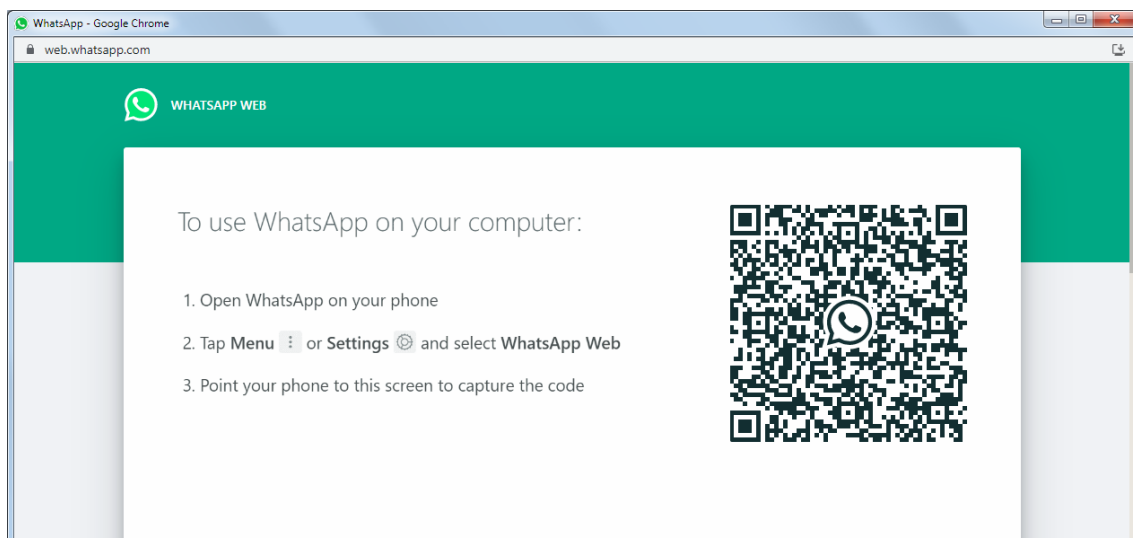 WhatsApp - Google Chrome
web.whatsapp.com
WHATSAPP WEB
To use WhatsApp on your computer:
1. Open WhatsApp on your phone
2. Tap Menu or Settings and select WhatsApp Web
3. Point your phone to this screen to capture the code